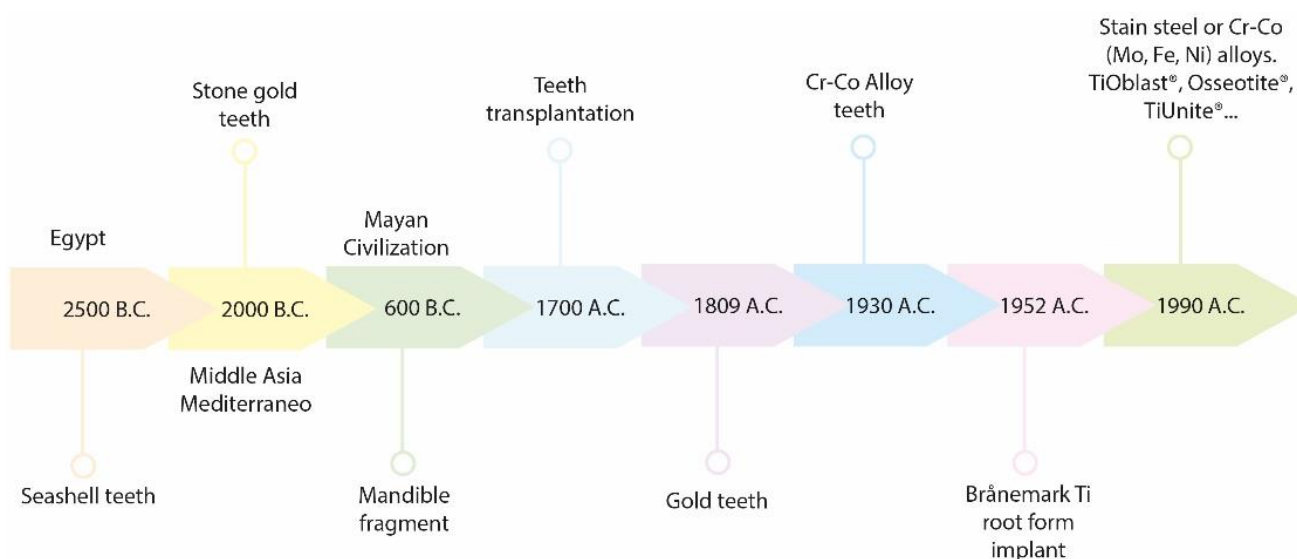 Stain steel or Cr-Co
(Mo, Fe, Ni) alloys.
TiOblast®, Osseotite®,
TiUnite®...
Stone gold
teeth
Teeth
transplantation
Cr-Co Alloy
teeth
Egypt
Mayan
Civilization
2500 B.C.
2000 B.C.
600 B.C.
1700 A.C.
1809 A.C.
1930 A.C.
1952 A.C.
1990 A.C.
Middle Asia
Mediterraneo
Seashell teeth
Mandible
fragment
Gold teeth
Brånemark Ti
root form
implant